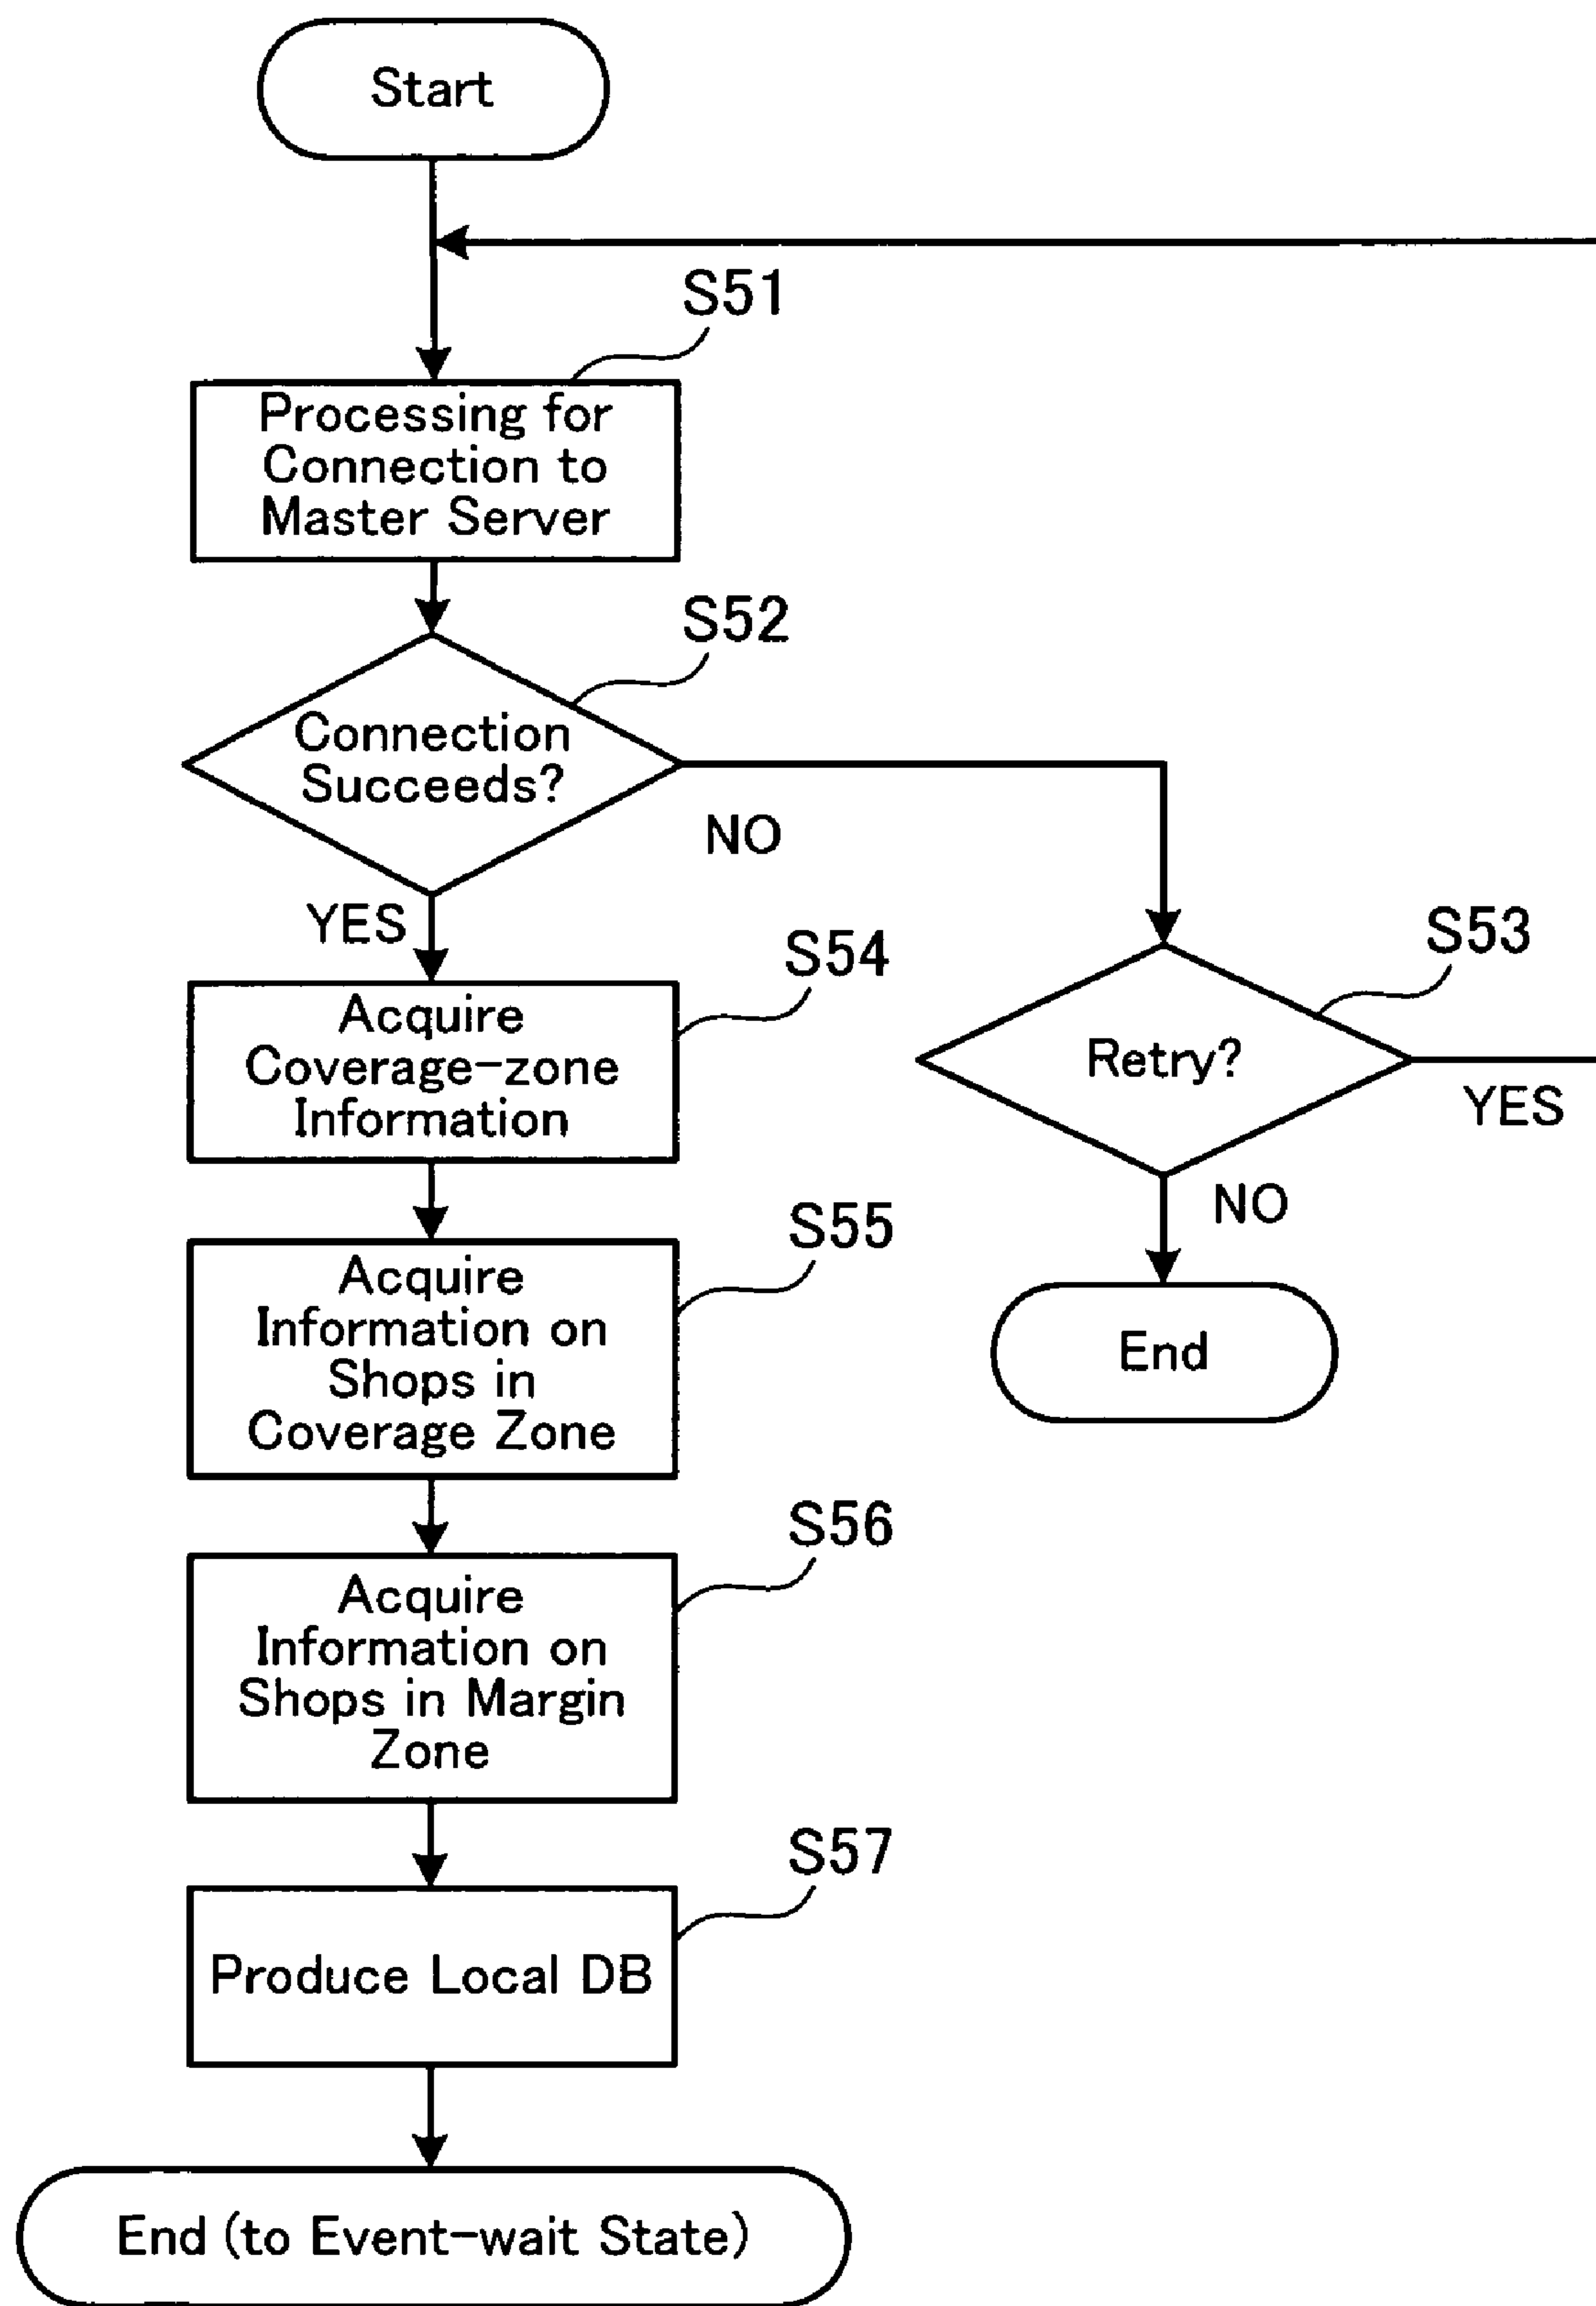 Start
S51
Processing for
Connection to
Master Server
S52
Connection
Succeeds?
NO
YES
S53
Retry?
YES
NO
End
S54
Acquire
Coverage-zone
Information
S55
Acquire
Information on
Shops in
Coverage Zone
S56
Acquire
Information on
Shops in Margin
Zone
S57
Produce Local DB
End (to Event-wait State)